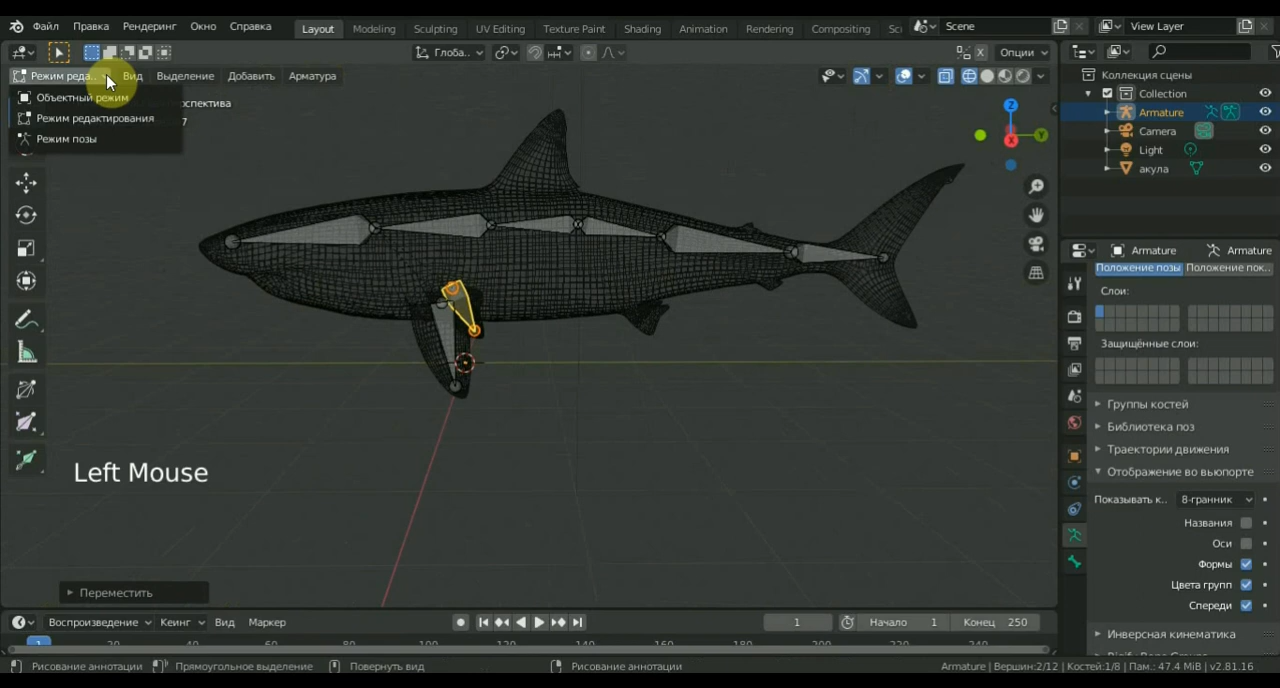 Файл Правка Рендеринг Окно Справка Layout Modeling Sculpting UV Editing Texture Paint Shading Animation Rendering Compositing Sc Scene View Layer
Глоба.. X Опции
Режим реда.. Вид Выделение Добавить Арматура
Объектный режим
Режим редактирования
Режим позы
спектива
7
Z
Y
X
Left Mouse
Переместить
Коллекция сцены
Collection
Armature
Camera
Light
акула
Armature Armature
Положение позы Положение пок..
Слои:
Защищённые слои:
Группы костей
Библиотека поз
Траектории движения
Отображение во вьюпорте
Показывать к.. 8-гранник
Названия
Оси
Формы
Цвета групп
Спереди
Инверсная кинематика
Воспроизведение Кеинг Вид Маркер 1 Начало 1 Конец 250
1 20 40 60 80 100 120 140 160 180 200 220 240
Рисование аннотации Прямоугольное выделение Повернуть вид Рисование аннотации Armature | Вершин:2/12 | Костей:1/8 | Пам.: 47.4 MiB | v2.81.16